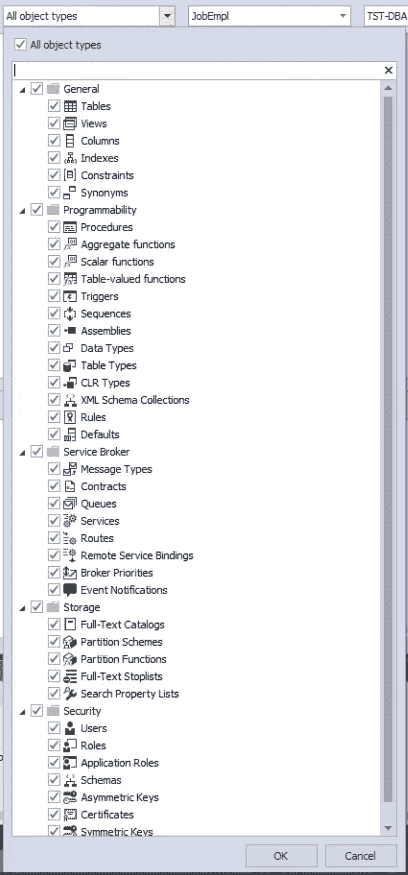 All object types JobEmpl TST-DBA
All object types
General
Tables
Views
Columns
Indexes
Constraints
Synonyms
Programmability
Procedures
Aggregate functions
Scalar functions
Table-valued functions
Triggers
Sequences
Assemblies
Data Types
Table Types
CLR Types
XML Schema Collections
Rules
Defaults
Service Broker
Message Types
Contracts
Queues
Services
Routes
Remote Service Bindings
Broker Priorities
Event Notifications
Storage
Full-Text Catalogs
Partition Schemes
Partition Functions
Full-Text Stoplists
Search Property Lists
Security
Users
Roles
Application Roles
Schemas
Asymmetric Keys
Certificates
Symmetric Keys
OK Cancel